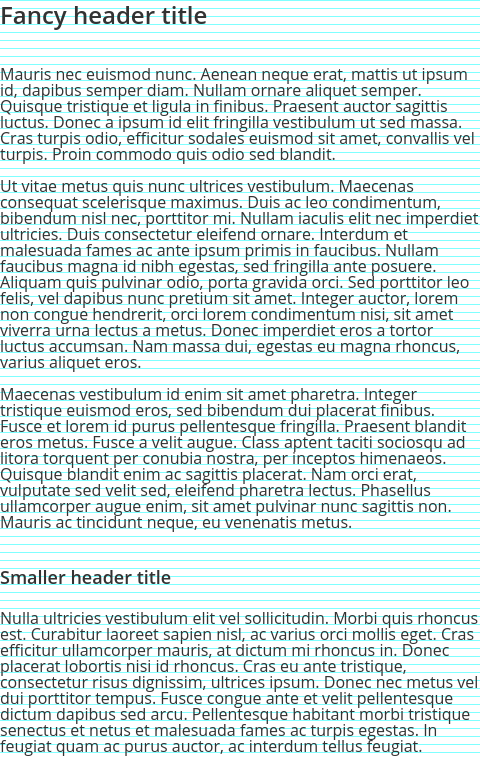 Fancy header title
Mauris nec euismod nunc. Aenean neque erat, mattis ut ipsum
id, dapibus semper diam. Nullam ornare aliquet semper.
Quisque tristique et ligula in finibus. Praesent auctor sagittis
luctus. Donec a ipsum id elit fringilla vestibulum ut sed massa.
Cras turpis odio, efficitur sodales euismod sit amet, convallis vel
turpis. Proin commodo quis odio sed blandit.
Ut vitae metus quis nunc ultrices vestibulum. Maecenas
consequat scelerisque maximus. Duis ac leo condimentum,
bibendum nisl nec, porttitor mi. Nullam iaculis elit nec imperdiet
ultricies. Duis consectetur eleifend ornare. Interdum et
malesuada fames ac ante ipsum primis in faucibus. Nullam
faucibus magna id nibh egestas, sed fringilla ante posuere.
Aliquam quis pulvinar odio, porta gravida orci. Sed porttitor leo
felis, vel dapibus nunc pretium sit amet. Integer auctor, lorem
non congue hendrerit, orci lorem condimentum nisi, sit amet
viverra urna lectus a metus. Donec imperdiet eros a tortor
luctus accumsan. Nam massa dui, egestas eu magna rhoncus,
varius aliquet eros.
Maecenas vestibulum id enim sit amet pharetra. Integer
tristique euismod eros, sed bibendum dui placerat finibus.
Fusce et lorem id purus pellentesque fringilla. Praesent blandit
eros metus. Fusce a velit augue. Class aptent taciti sociosqu ad
litora torquent per conubia nostra, per inceptos himenaeos.
Quisque blandit enim ac sagittis placerat. Nam orci erat,
vulputate sed velit sed, eleifend pharetra lectus. Phasellus
ullamcorper augue enim, sit amet pulvinar nunc sagittis non.
Mauris ac tincidunt neque, eu venenatis metus.
Smaller header title
Nulla ultricies vestibulum elit vel sollicitudin. Morbi quis rhoncus
est. Curabitur laoreet sapien nisl, ac varius orci mollis eget. Cras
efficitur ullamcorper mauris, at dictum mi rhoncus in. Donec
placerat lobortis nisi id rhoncus. Cras eu ante tristique,
consectetur risus dignissim, ultrices ipsum. Donec nec metus vel
dui porttitor tempus. Fusce congue ante et velit pellentesque
dictum dapibus sed arcu. Pellentesque habitant morbi tristique
senectus et netus et malesuada fames ac turpis egestas. In
feugiat quam ac purus auctor, ac interdum tellus feugiat.